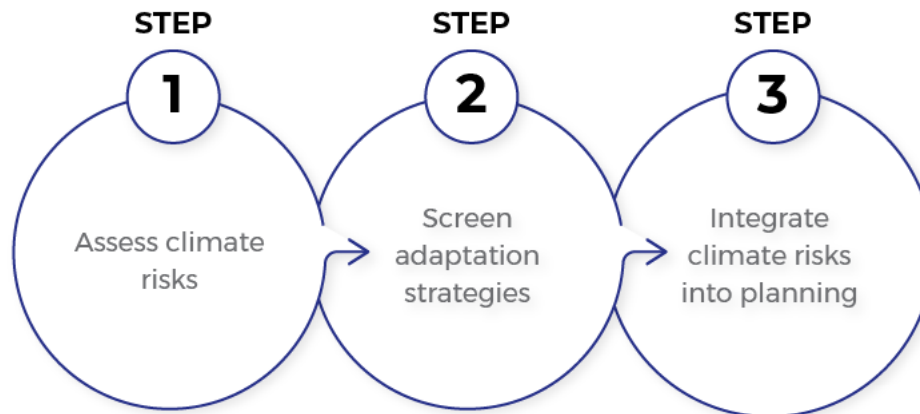 STEP
1
Assess climate
risks
STEP
2
Screen
adaptation
strategies
STEP
3
Integrate
climate risks
into planning